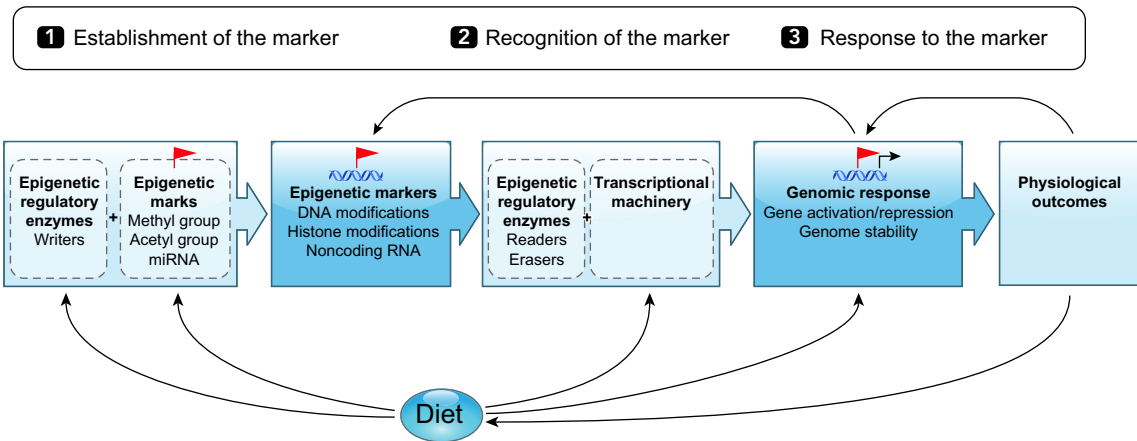 1 Establishment of the marker
2 Recognition of the marker
3 Response to the marker
Epigenetic
regulatory
enzymes
Writers
+
Epigenetic
marks
Methyl group
Acetyl group
miRNA
Epigenetic markers
DNA modifications
Histone modifications
Noncoding RNA
Epigenetic
regulatory
enzymes
Readers
Erasers
+
Transcriptional
machinery
Genomic response
Gene activation/repression
Genome stability
Physiological
outcomes
Diet